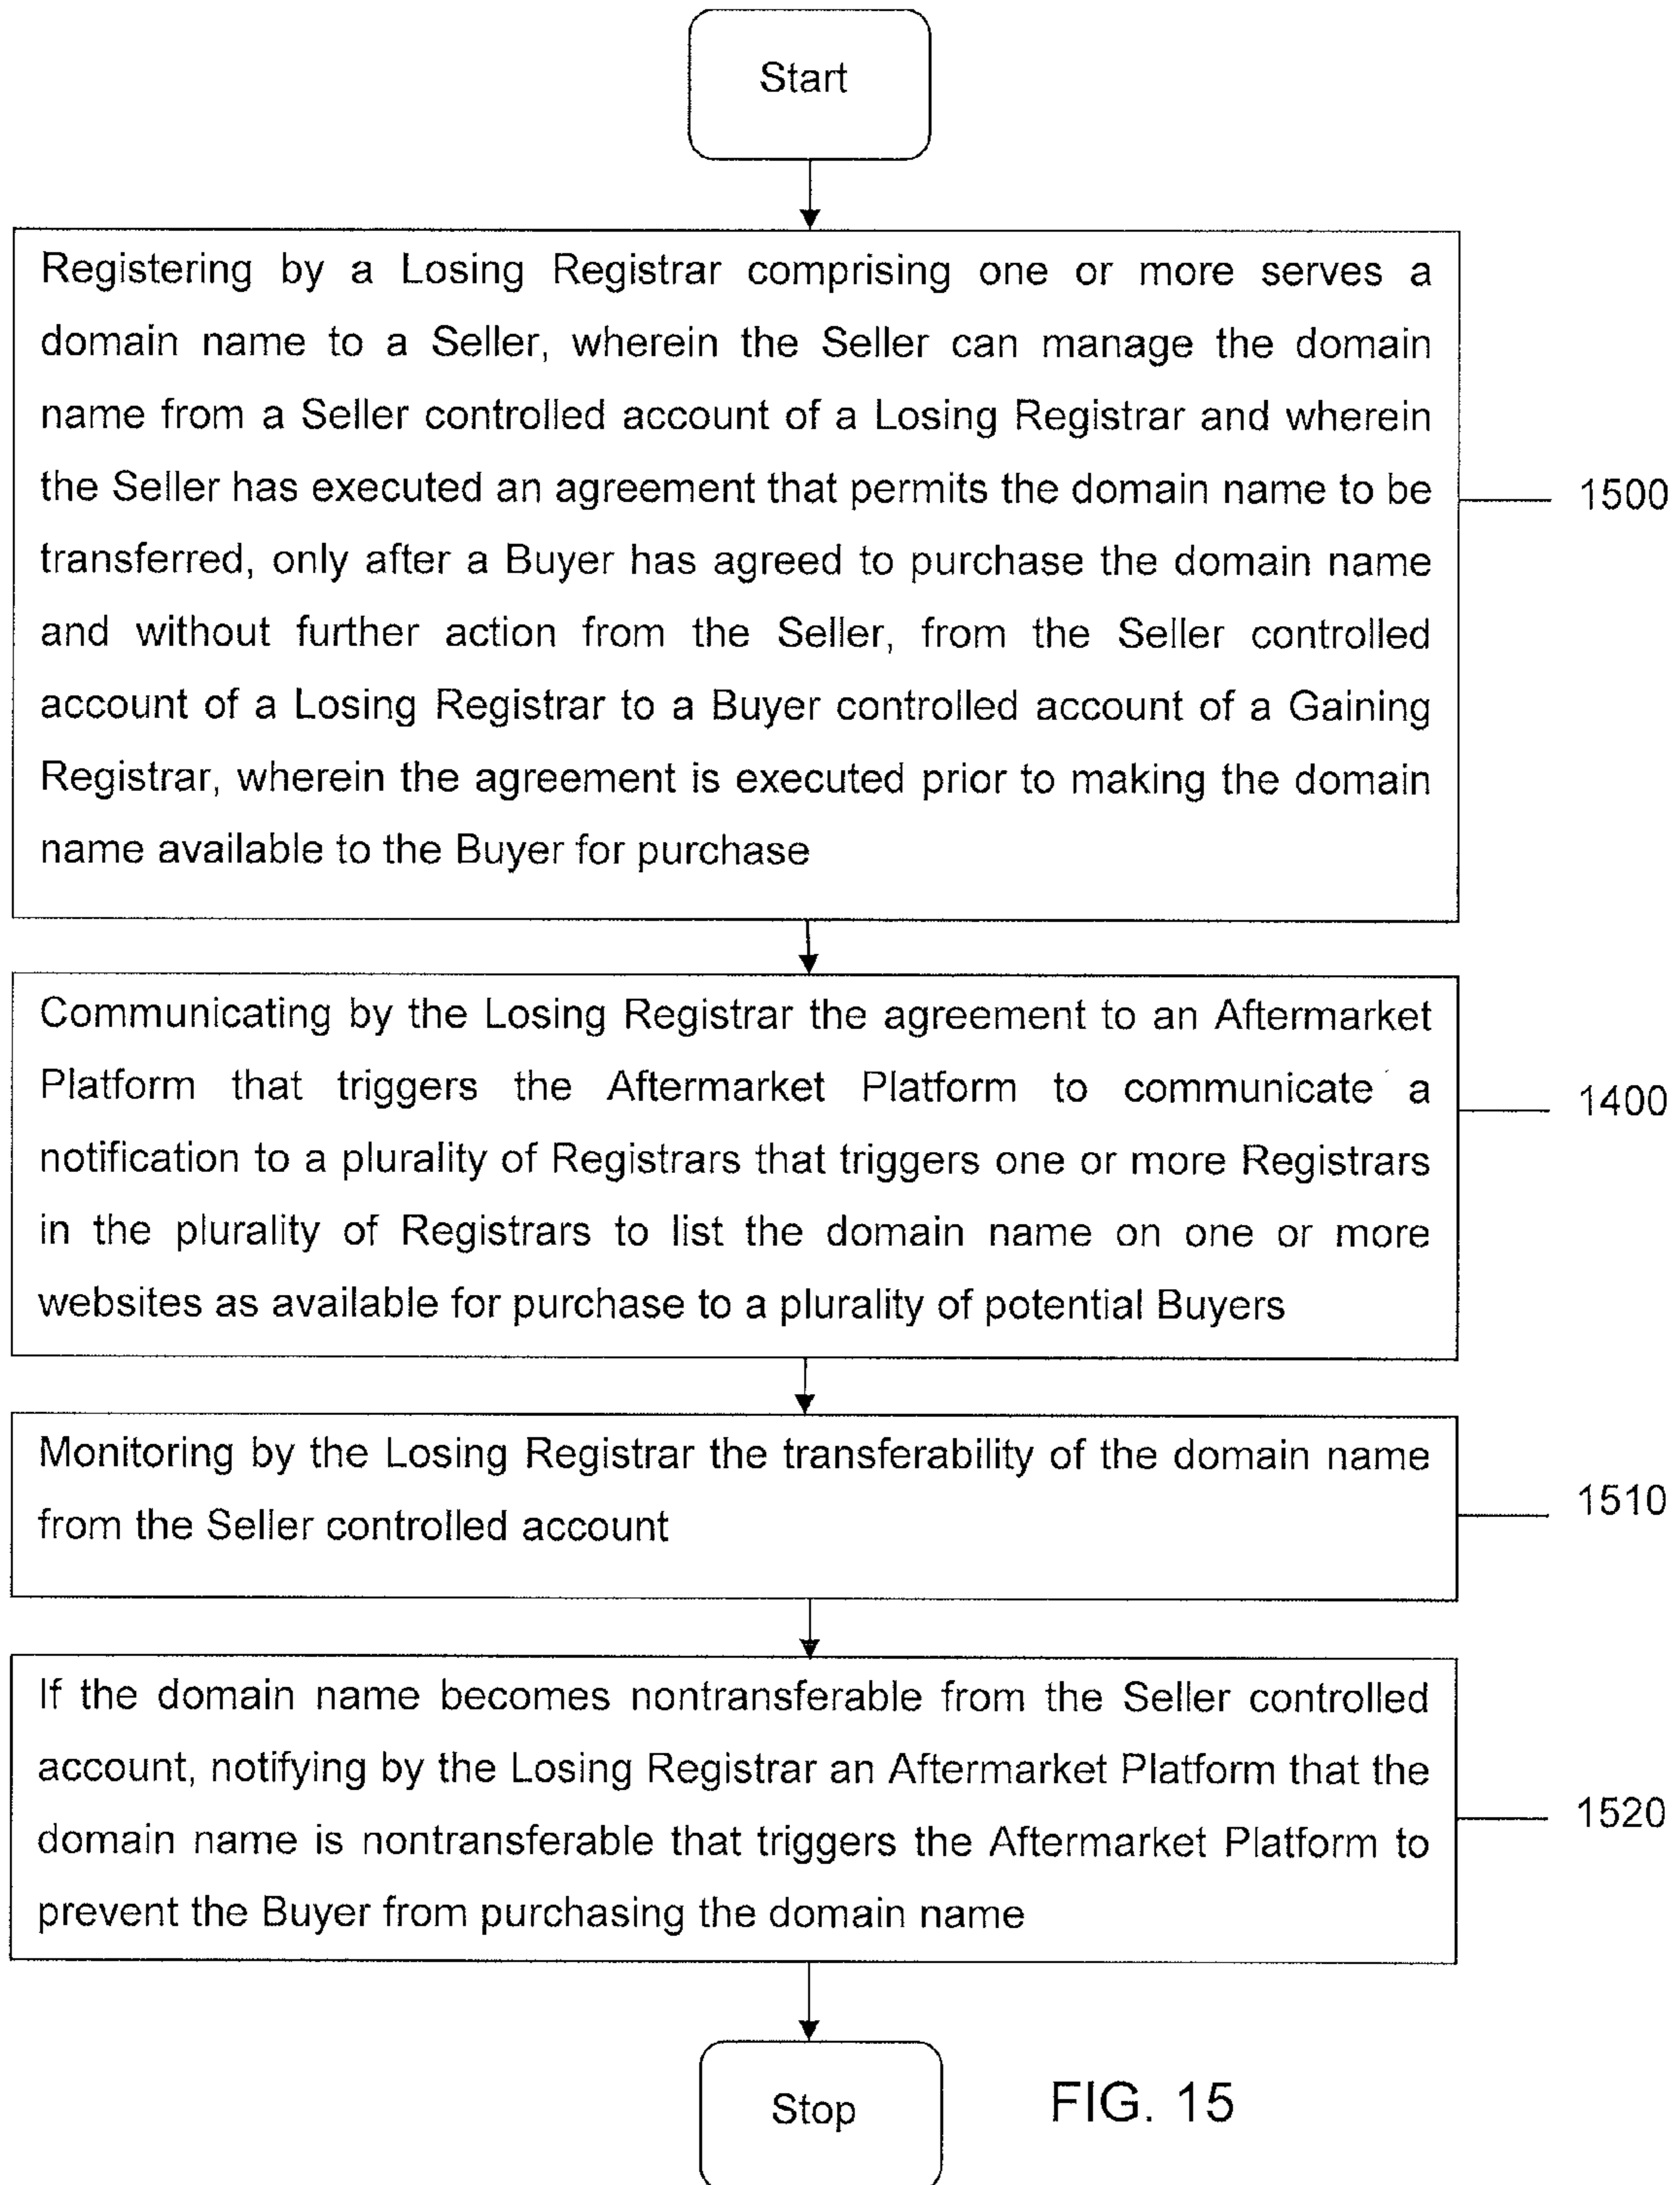 Start
Registering by a Losing Registrar comprising one or more serves a
domain name to a Seller, wherein the Seller can manage the domain
name from a Seller controlled account of a Losing Registrar and wherein
the Seller has executed an agreement that permits the domain name to be
transferred, only after a Buyer has agreed to purchase the domain name
and without further action from the Seller, from the Seller controlled
account of a Losing Registrar to a Buyer controlled account of a Gaining
Registrar, wherein the agreement is executed prior to making the domain
name available to the Buyer for purchase
1500
Communicating by the Losing Registrar the agreement to an Aftermarket
Platform that triggers the Aftermarket Platform to communicate a
notification to a plurality of Registrars that triggers one or more Registrars
in the plurality of Registrars to list the domain name on one or more
websites as available for purchase to a plurality of potential Buyers
1400
Monitoring by the Losing Registrar the transferability of the domain name
from the Seller controlled account
1510
If the domain name becomes nontransferable from the Seller controlled
account, notifying by the Losing Registrar an Aftermarket Platform that the
domain name is nontransferable that triggers the Aftermarket Platform to
prevent the Buyer from purchasing the domain name
1520
Stop
FIG. 15